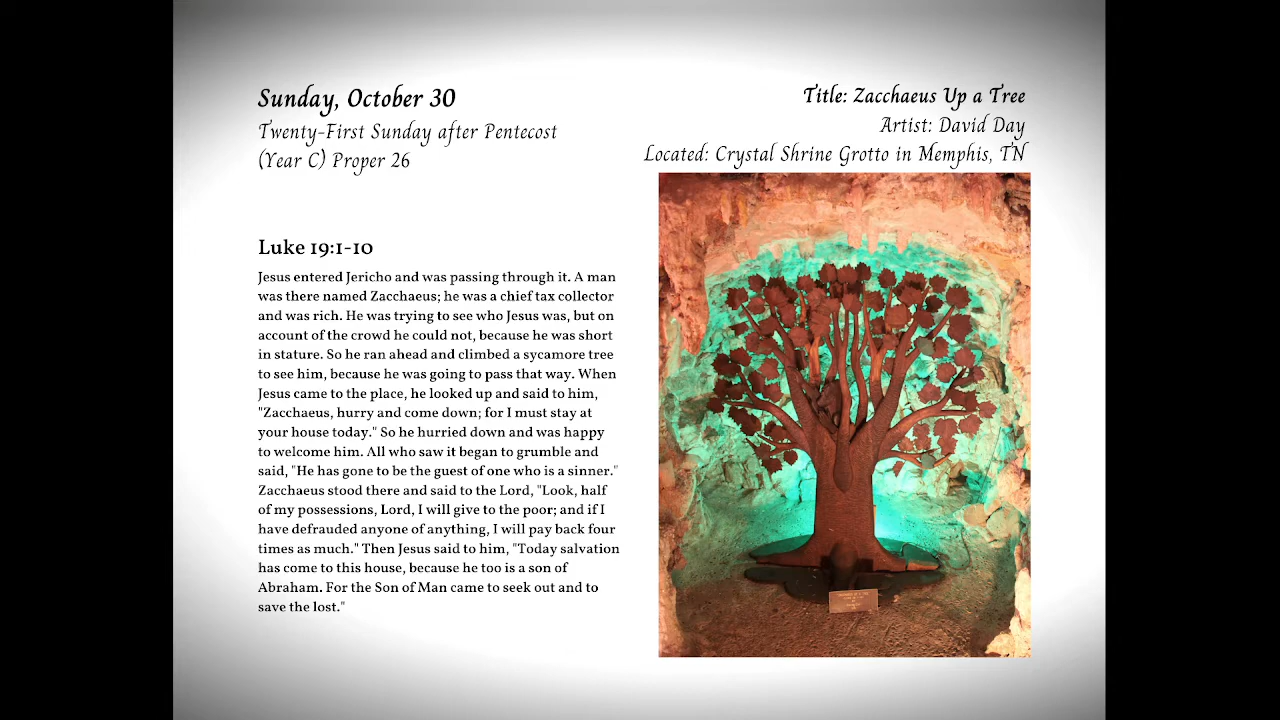 Sunday, October 30
Twenty-First Sunday after Pentecost
(Year C) Proper 26
Title: Zacchaeus Up a Tree
Artist: David Day
Located: Crystal Shrine Grotto in Memphis, TN
Luke 19:1-10
Jesus entered Jericho and was passing through it. A man
was there named Zacchaeus; he was a chief tax collector
and was rich. He was trying to see who Jesus was, but on
account of the crowd he could not, because he was short
in stature. So he ran ahead and climbed a sycamore tree
to see him, because he was going to pass that way. When
Jesus came to the place, he looked up and said to him,
"Zacchaeus, hurry and come down; for I must stay at
your house today." So he hurried down and was happy
to welcome him. All who saw it began to grumble and
said, "He has gone to be the guest of one who is a sinner."
Zacchaeus stood there and said to the Lord, "Look, half
of my possessions, Lord, I will give to the poor; and if I
have defrauded anyone of anything, I will pay back four
times as much." Then Jesus said to him, "Today salvation
has come to this house, because he too is a son of
Abraham. For the Son of Man came to seek out and to
save the lost."